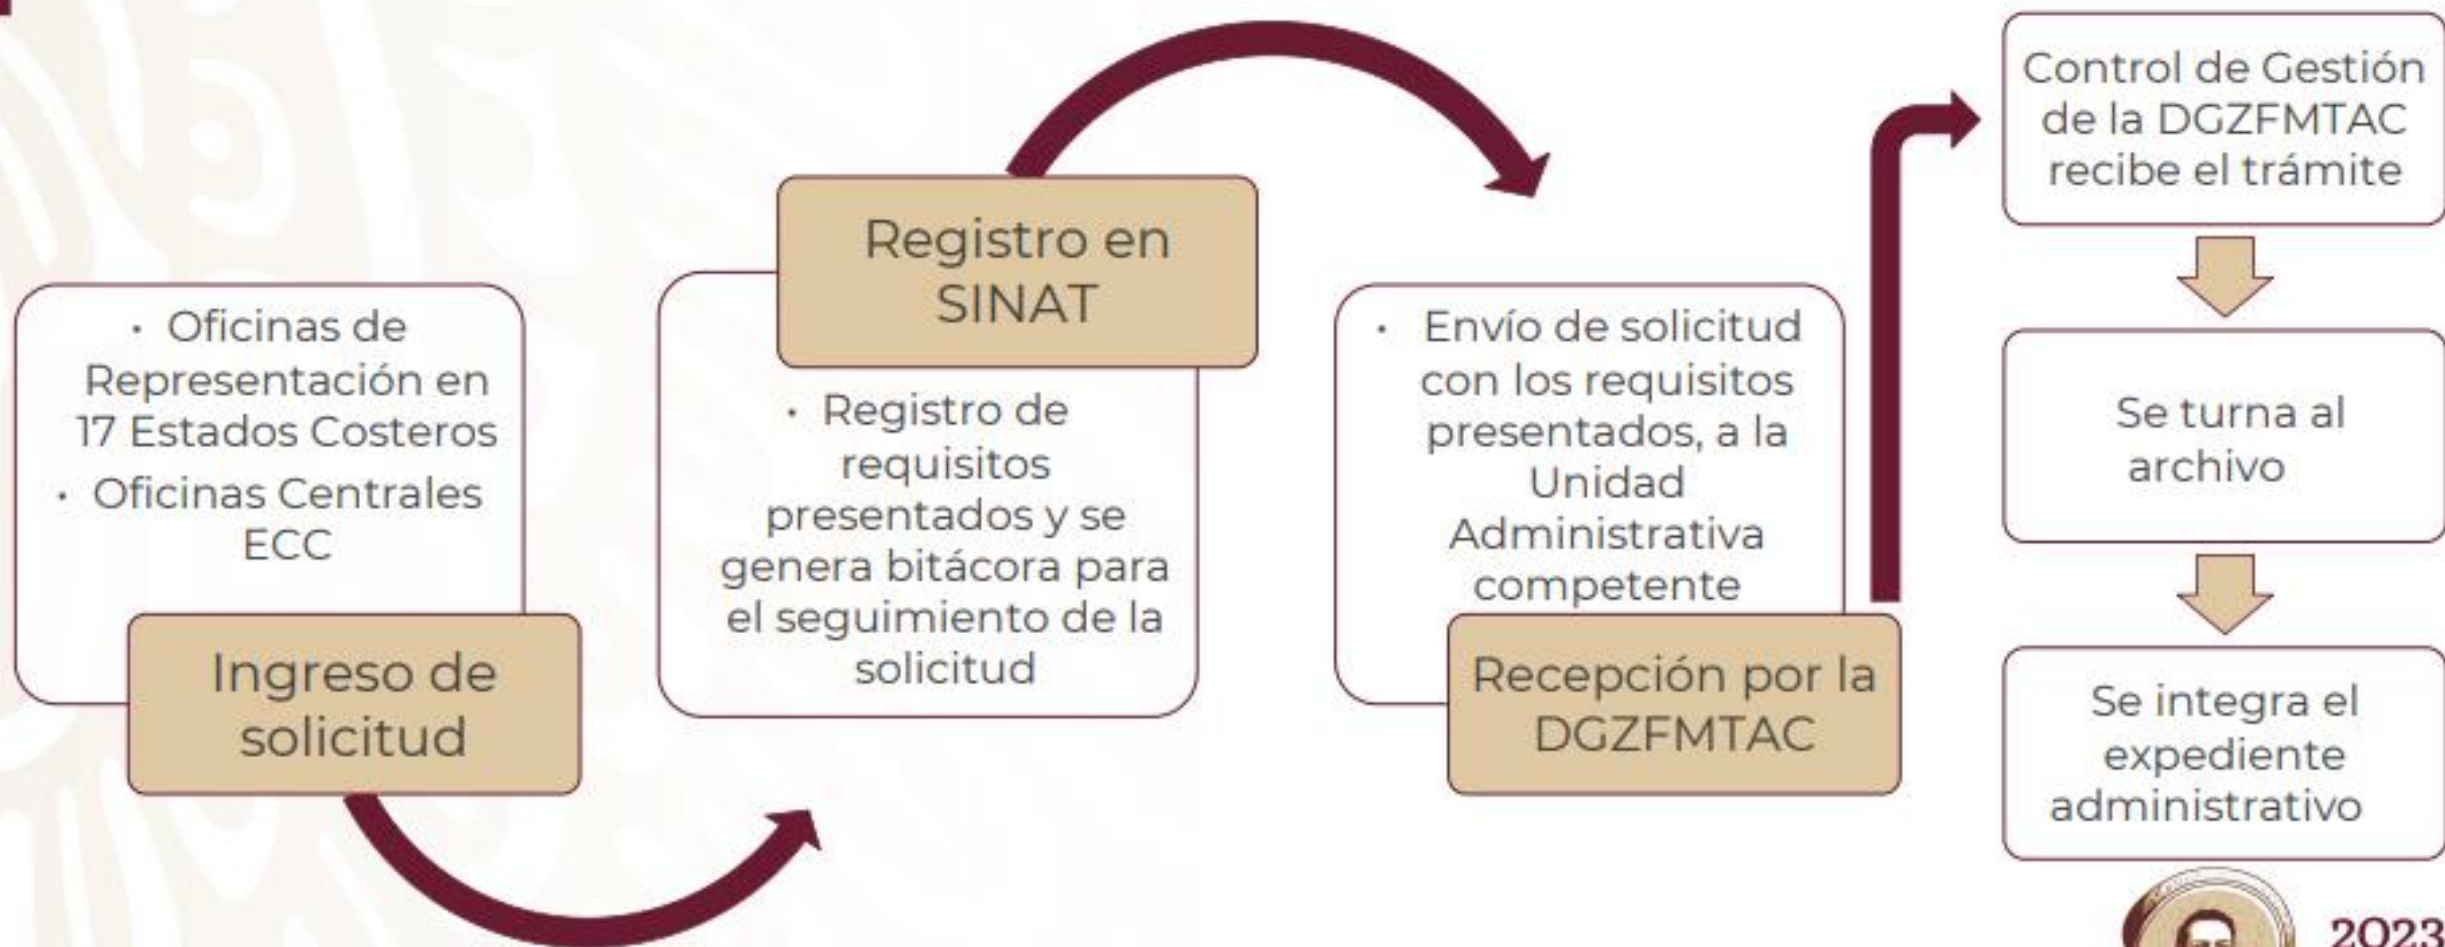 • Oficinas de
Representación en
17 Estados Costeros
• Oficinas Centrales
ECC
Ingreso de
solicitud
Registro en
SINAT
• Registro de
requisitos
presentados y se
genera bitácora para
el seguimiento de la
solicitud
• Envío de solicitud
con los requisitos
presentados, a la
Unidad
Administrativa
competente
Recepción por la
DGZFMTAC
Control de Gestión
de la DGZFMTAC
recibe el trámite
Se turna al
archivo
Se integra el
expediente
administrativo
2023